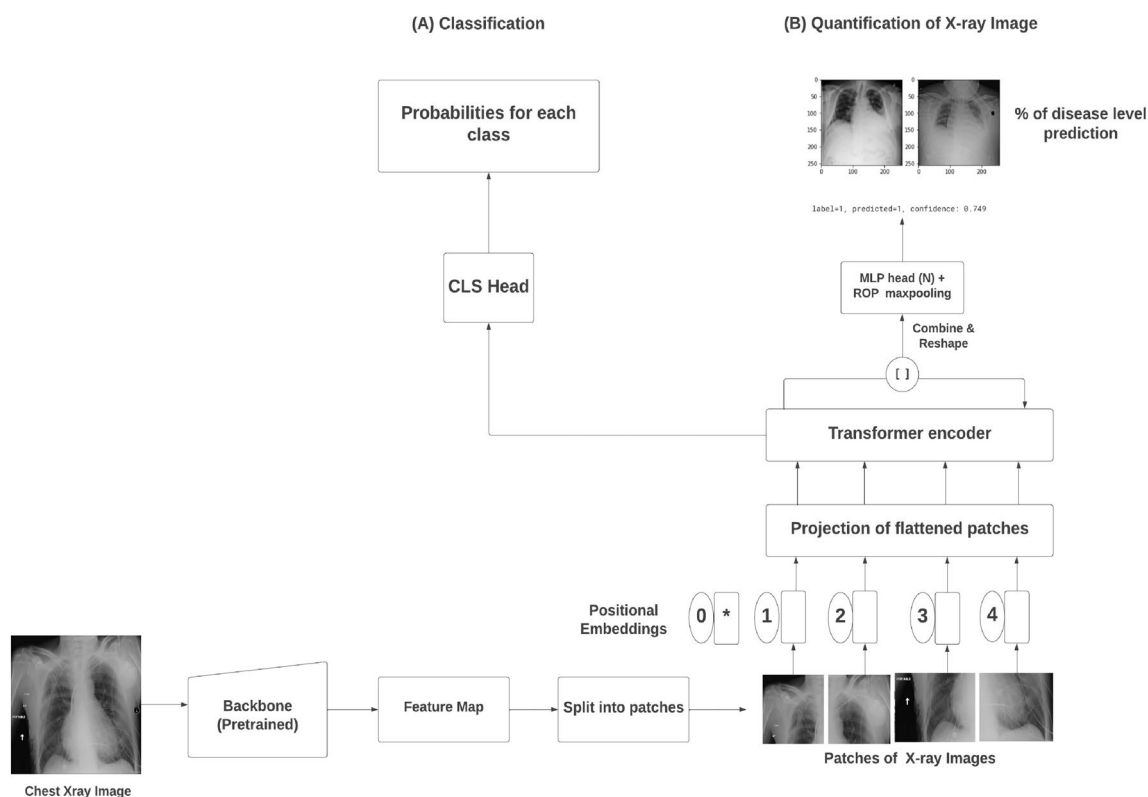 (A) Classification
(B) Quantification of X-ray Image
Probabilities for each
class
0
50
100
150
200
250
0
100
200
0
50
100
150
200
250
0
100
200
% of disease level
prediction
label=1, predicted=1, confidence: 0.749
CLS Head
MLP head (N) +
ROP maxpooling
Combine &
Reshape
[ ]
Transformer encoder
Projection of flattened patches
Positional
Embeddings
0
*
1
2
3
4
Backbone
(Pretrained)
Feature Map
Split into patches
Patches of X-ray Images
Chest Xray Image